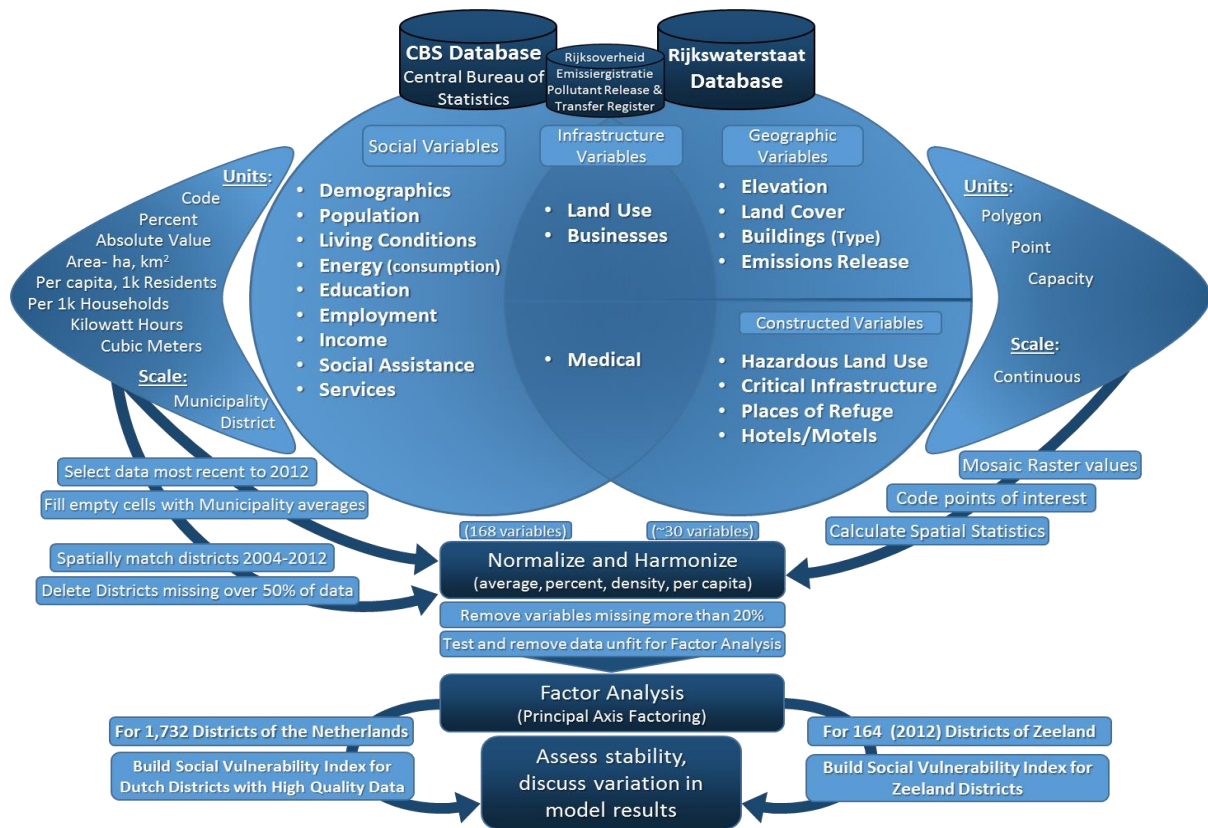 CBS Database
Central Bureau of
Statistics
Rijksoverheid
Emissiergistratie
Pollutant Release &
Transfer Register
Rijkswaterstaat
Database
Social Variables
• Demographics
• Population
• Living Conditions
• Energy (consumption)
• Education
• Employment
• Income
• Social Assistance
• Services
Infrastructure
Variables
• Land Use
• Businesses
• Medical
Geographic
Variables
• Elevation
• Land Cover
• Buildings (Type)
• Emissions Release
Constructed Variables
• Hazardous Land Use
• Critical Infrastructure
• Places of Refuge
• Hotels/Motels
Units:
Code
Percent
Absolute Value
Area- ha, km²
Per capita, 1k Residents
Per 1k Households
Kilowatt Hours
Cubic Meters
Scale:
Municipality
District
Units:
Polygon
Point
Capacity
Scale:
Continuous
Select data most recent to 2012
Fill empty cells with Municipality averages
Spatially match districts 2004-2012
Delete Districts missing over 50% of data
Mosaic Raster values
Code points of interest
Calculate Spatial Statistics
(168 variables)
(~30 variables)
Normalize and Harmonize
(average, percent, density, per capita)
Remove variables missing more than 20%
Test and remove data unfit for Factor Analysis
Factor Analysis
(Principal Axis Factoring)
For 1,732 Districts of the Netherlands
Build Social Vulnerability Index for
Dutch Districts with High Quality Data
For 164 (2012) Districts of Zeeland
Build Social Vulnerability Index for
Zeeland Districts
Assess stability,
discuss variation in
model results